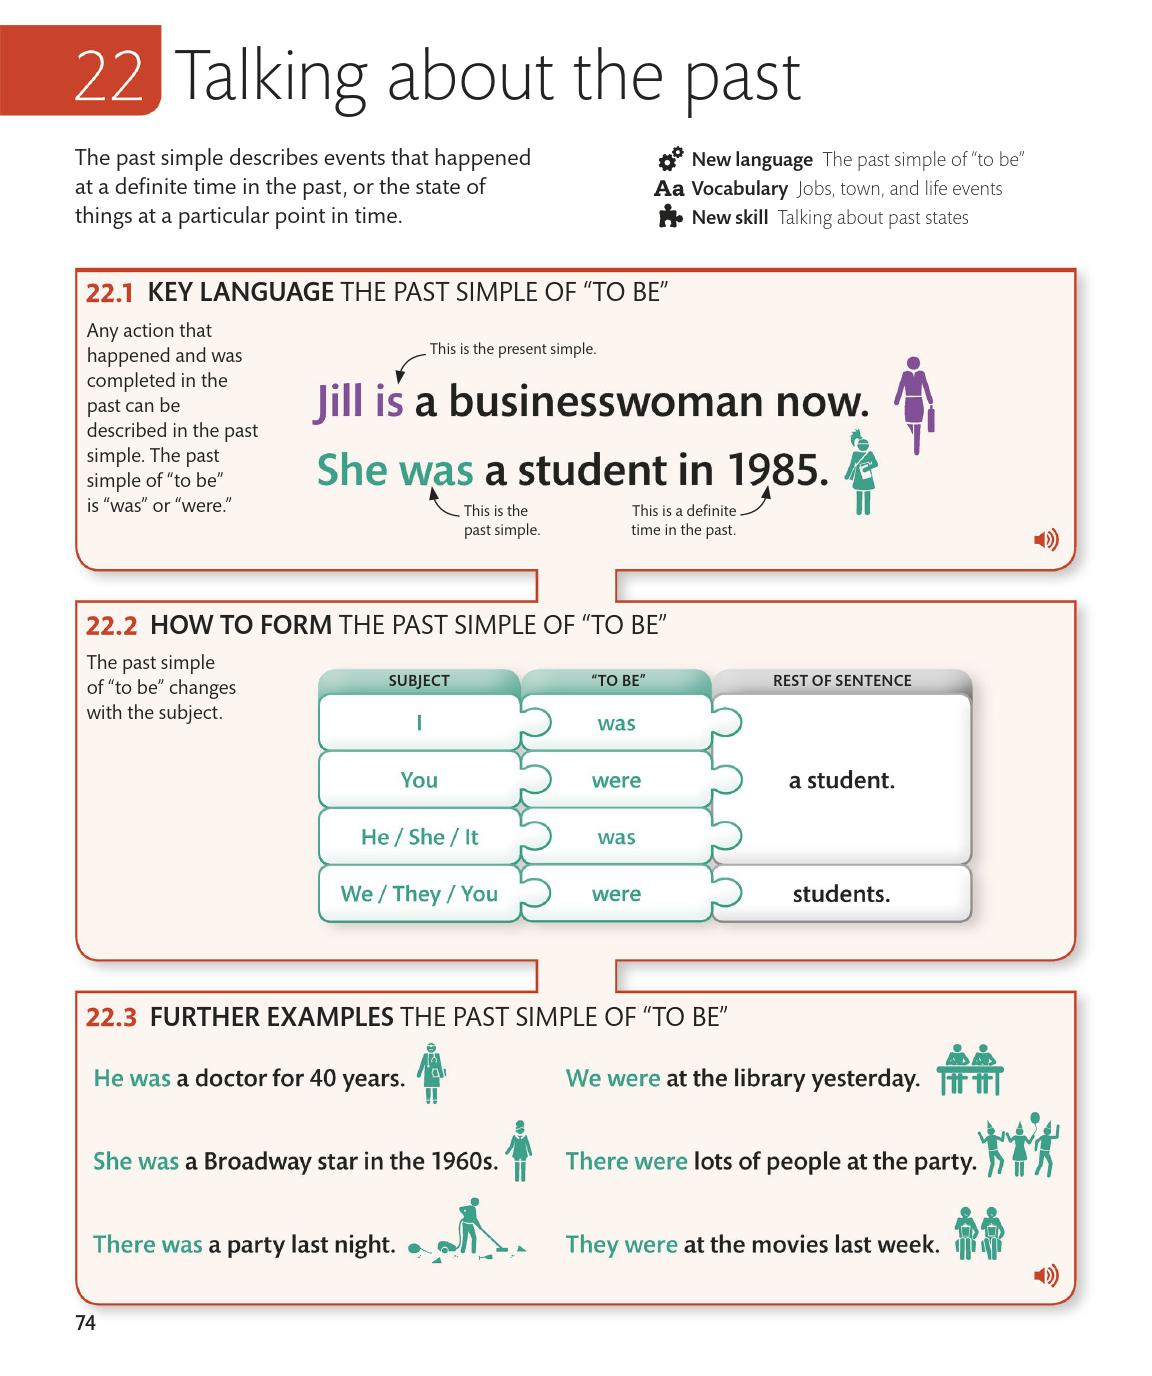 22 Talking about the past
The past simple describes events that happened
at a definite time in the past, or the state of
things at a particular point in time.
New language The past simple of “to be”
Aa Vocabulary Jobs, town, and life events
New skill Talking about past states
22.1 KEY LANGUAGE THE PAST SIMPLE OF “TO BE”
Any action that
happened and was
completed in the
past can be
described in the past
simple. The past
simple of “to be”
is “was” or “were.”
This is the present simple.
Jill is a businesswoman now.
She was a student in 1985.
This is the
past simple.
This is a definite
time in the past.
22.2 HOW TO FORM THE PAST SIMPLE OF “TO BE”
The past simple
of “to be” changes
with the subject.
SUBJECT “TO BE” REST OF SENTENCE
I was
You were a student.
He / She / It was
We / They / You were students.
22.3 FURTHER EXAMPLES THE PAST SIMPLE OF “TO BE”
He was a doctor for 40 years.
She was a Broadway star in the 1960s.
There was a party last night.
We were at the library yesterday.
There were lots of people at the party.
They were at the movies last week.
74